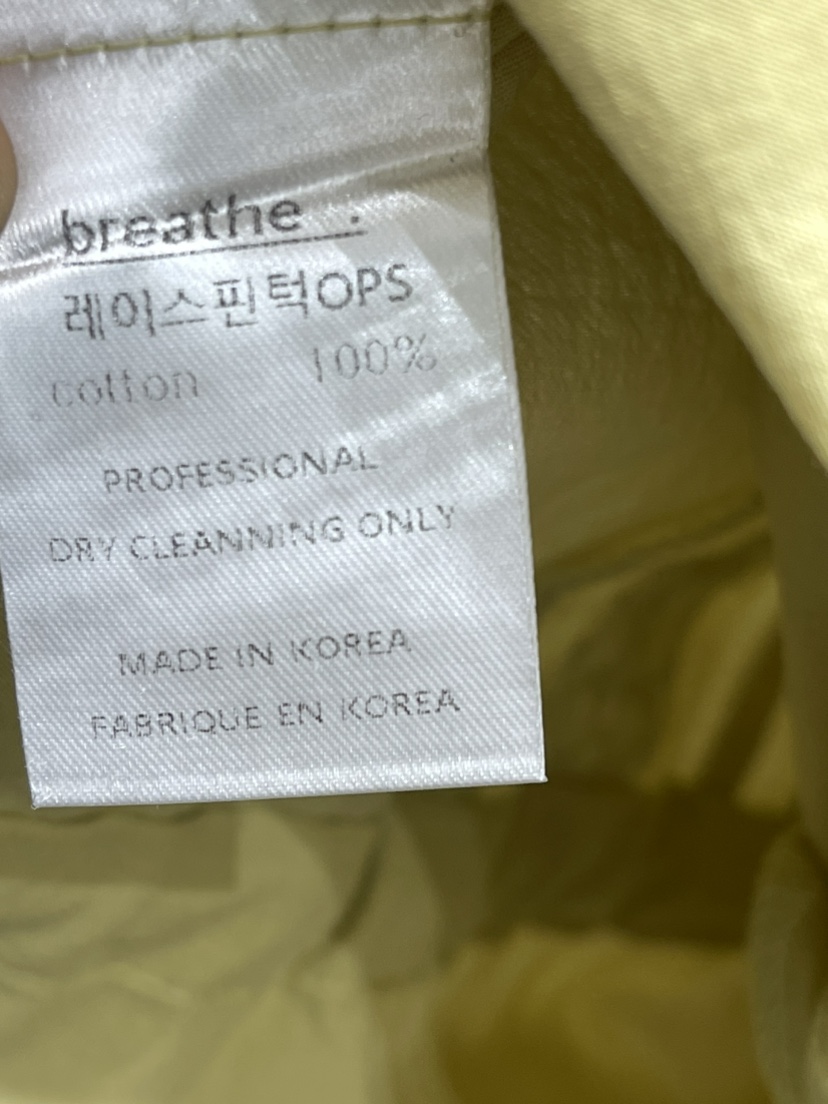 breathe .
레이스핀턱OPS
cotton 100%
PROFESSIONAL
DRY CLEANNING ONLY
MADE IN KOREA
FABRIQUE EN KOREA